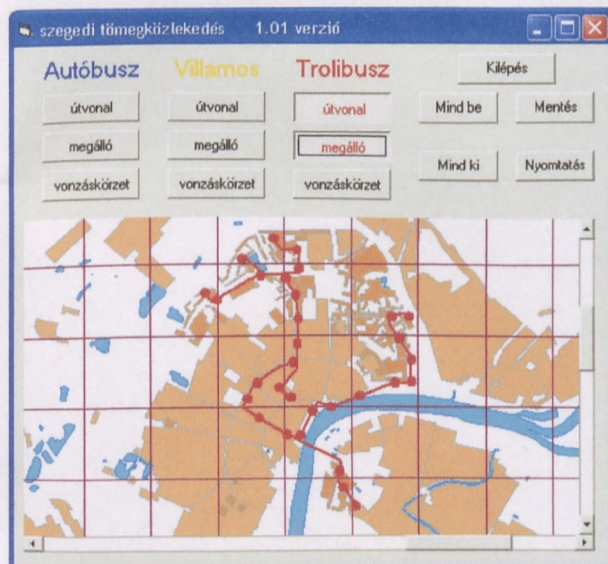 szegedi tömegközlekedés 1.01 verzió
Autóbusz Villamos Trolibusz Kilépés
útvonal útvonal útvonal Mind be Mentés
megálló megálló megálló Mind ki Nyomtatás
vonzáskörzet vonzáskörzet vonzáskörzet